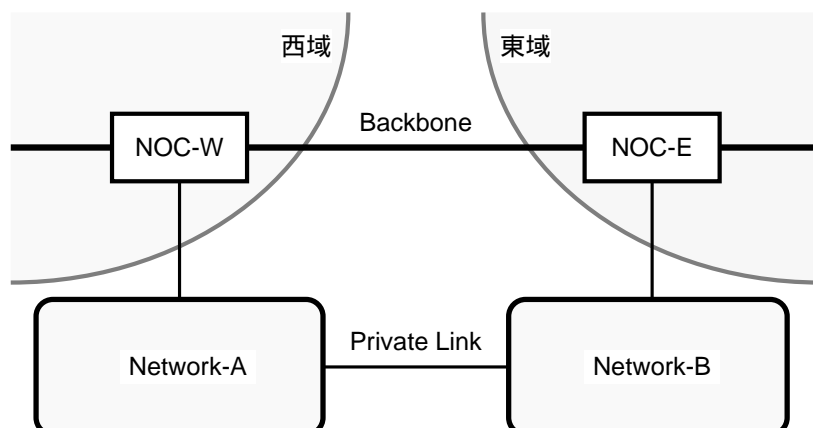 西域
東域
Backbone
NOC-W
NOC-E
Private Link
Network-A
Network-B